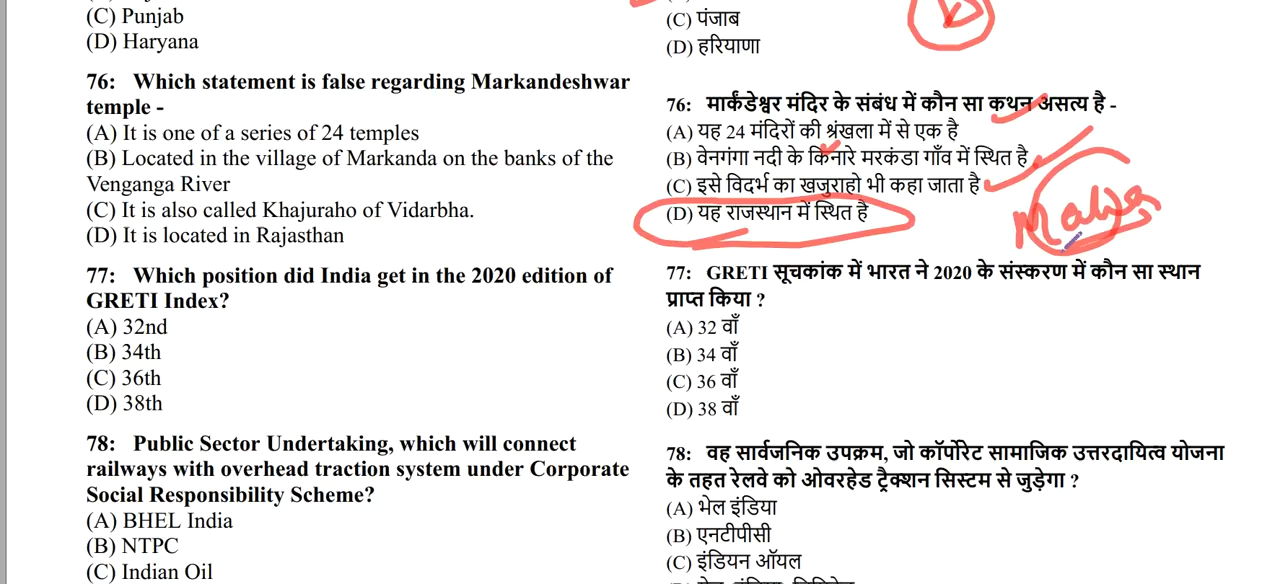 (C) Punjab
(D) Haryana
76: Which statement is false regarding Markandeshwar
temple -
(A) It is one of a series of 24 temples
(B) Located in the village of Markanda on the banks of the
Venganga River
(C) It is also called Khajuraho of Vidarbha.
(D) It is located in Rajasthan
77: Which position did India get in the 2020 edition of
GRETI Index?
(A) 32nd
(B) 34th
(C) 36th
(D) 38th
78: Public Sector Undertaking, which will connect
railways with overhead traction system under Corporate
Social Responsibility Scheme?
(A) BHEL India
(B) NTPC
(C) Indian Oil
(C) पंजाब
(D) हरियाणा
76: मार्कंडेश्वर मंदिर के संबंध में कौन सा कथन असत्य है -
(A) यह 24 मंदिरों की श्रंखला में से एक है
(B) वेनगंगा नदी के किनारे मरकंडा गाँव में स्थित है
(C) इसे विदर्भ का खजुराहो भी कहा जाता है
(D) यह राजस्थान में स्थित है
77: GRETI सूचकांक में भारत ने 2020 के संस्करण में कौन सा स्थान
प्राप्त किया ?
(A) 32 वाँ
(B) 34 वाँ
(C) 36 वाँ
(D) 38 वाँ
78: वह सार्वजनिक उपक्रम, जो कॉर्पोरेट सामाजिक उत्तरदायित्व योजना
के तहत रेलवे को ओवरहेड ट्रैक्शन सिस्टम से जुड़ेगा ?
(A) भेल इंडिया
(B) एनटीपीसी
(C) इंडियन ऑयल